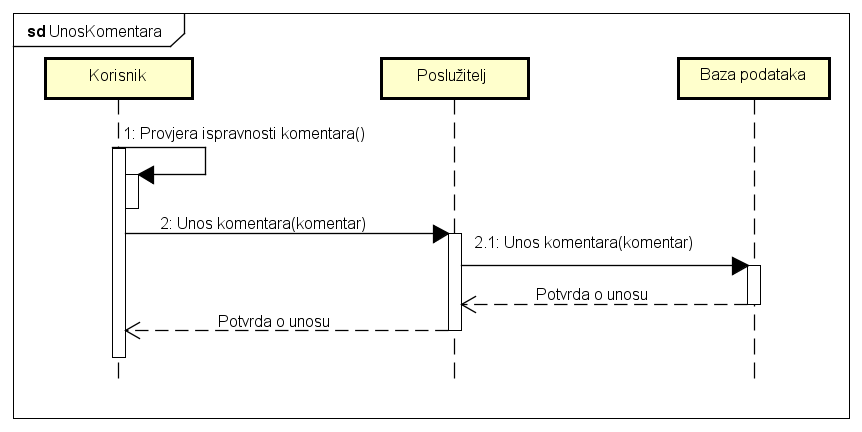 sd UnosKomentara
Korisnik
Poslužitelj
Baza podataka
1: Provjera ispravnosti komentara()
2: Unos komentara(komentar)
2.1: Unos komentara(komentar)
Potvrda o unosu
Potvrda o unosu